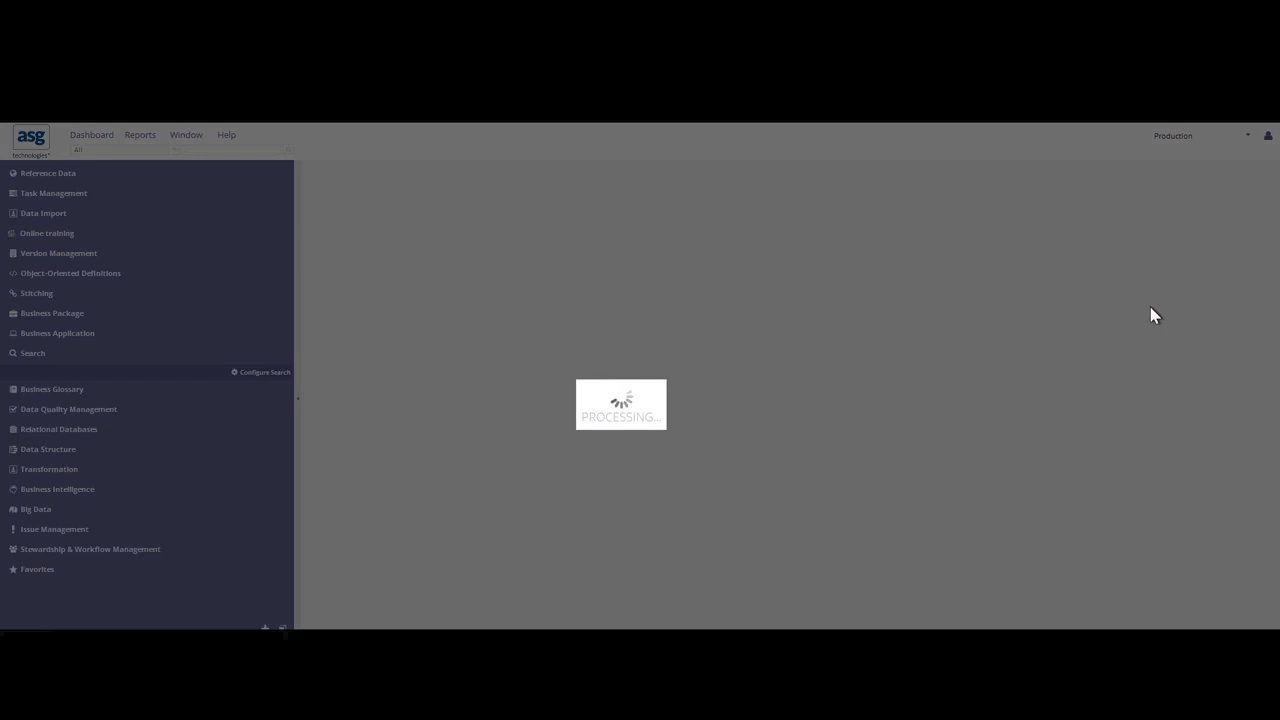 asg
technologies*
Dashboard Reports Window Help
All
Production
Reference Data
Task Management
Data Import
Online training
Version Management
Object-Oriented Definitions
Stitching
Business Package
Business Application
Search
Configure Search
Business Glossary
Data Quality Management
Relational Databases
Data Structure
Transformation
Business Intelligence
Big Data
Issue Management
Stewardship & Workflow Management
Favorites
PROCESSING...